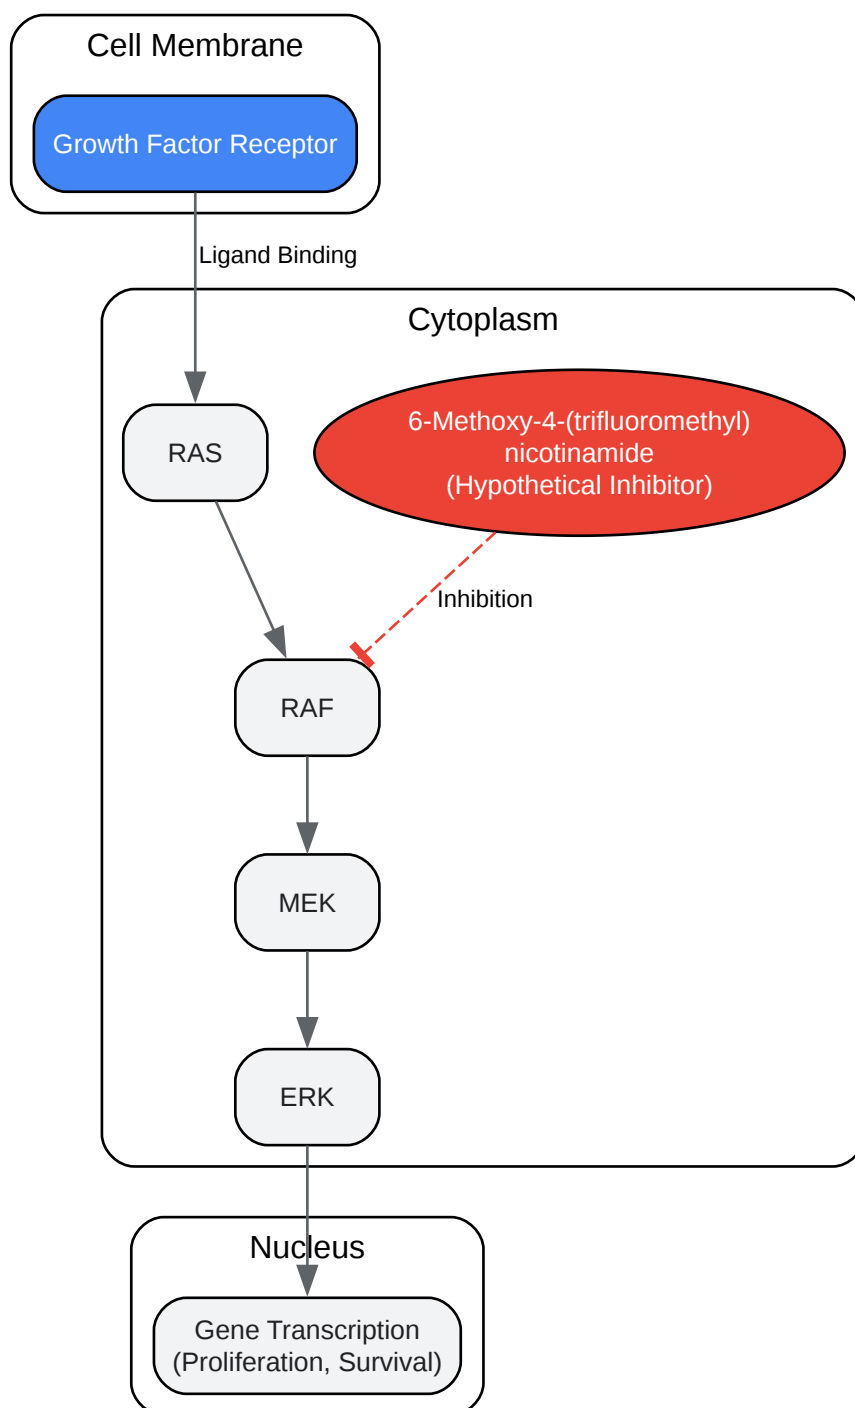 Cell Membrane
Growth Factor Receptor
Ligand Binding
Cytoplasm
RAS
6-Methoxy-4-(trifluoromethyl)
nicotinamide
(Hypothetical Inhibitor)
Inhibition
RAF
MEK
ERK
Nucleus
Gene Transcription
(Proliferation, Survival)